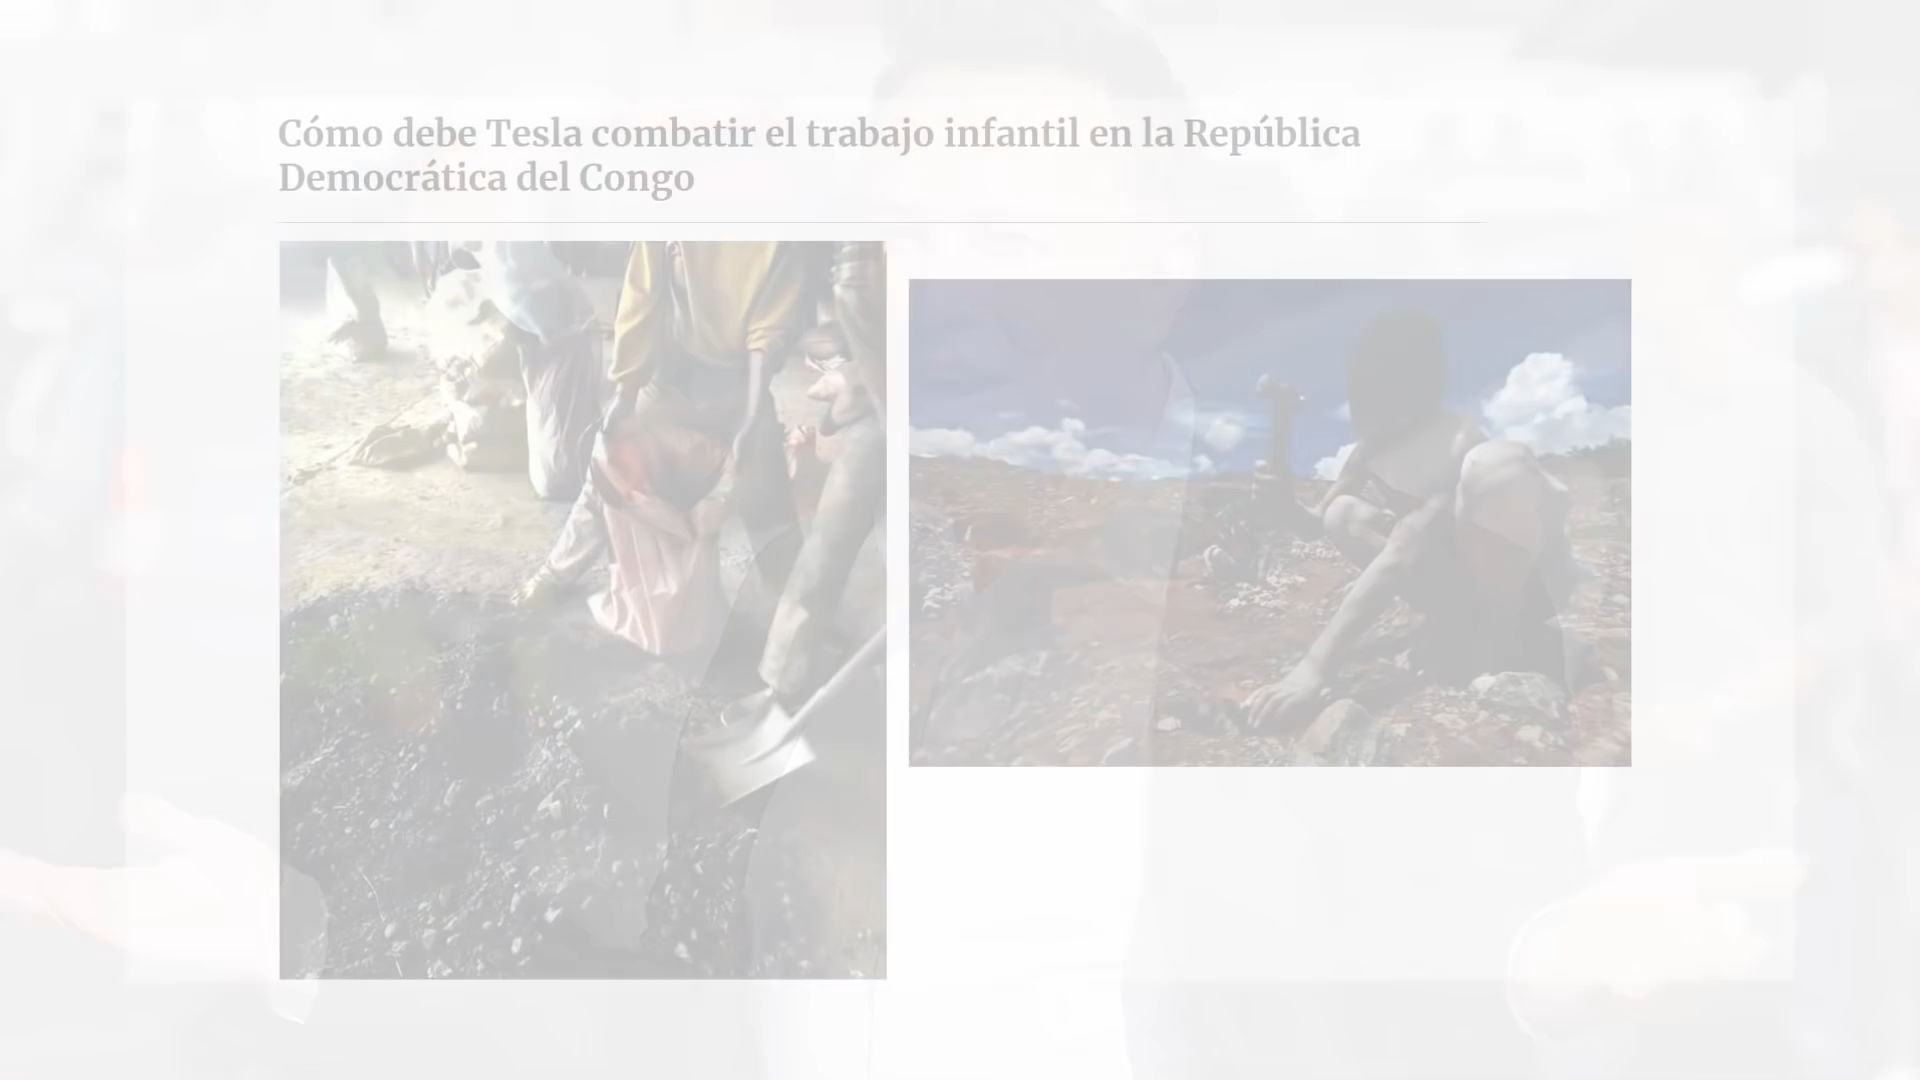 Cómo debe Tesla combatir el trabajo infantil en la República
Democrática del Congo